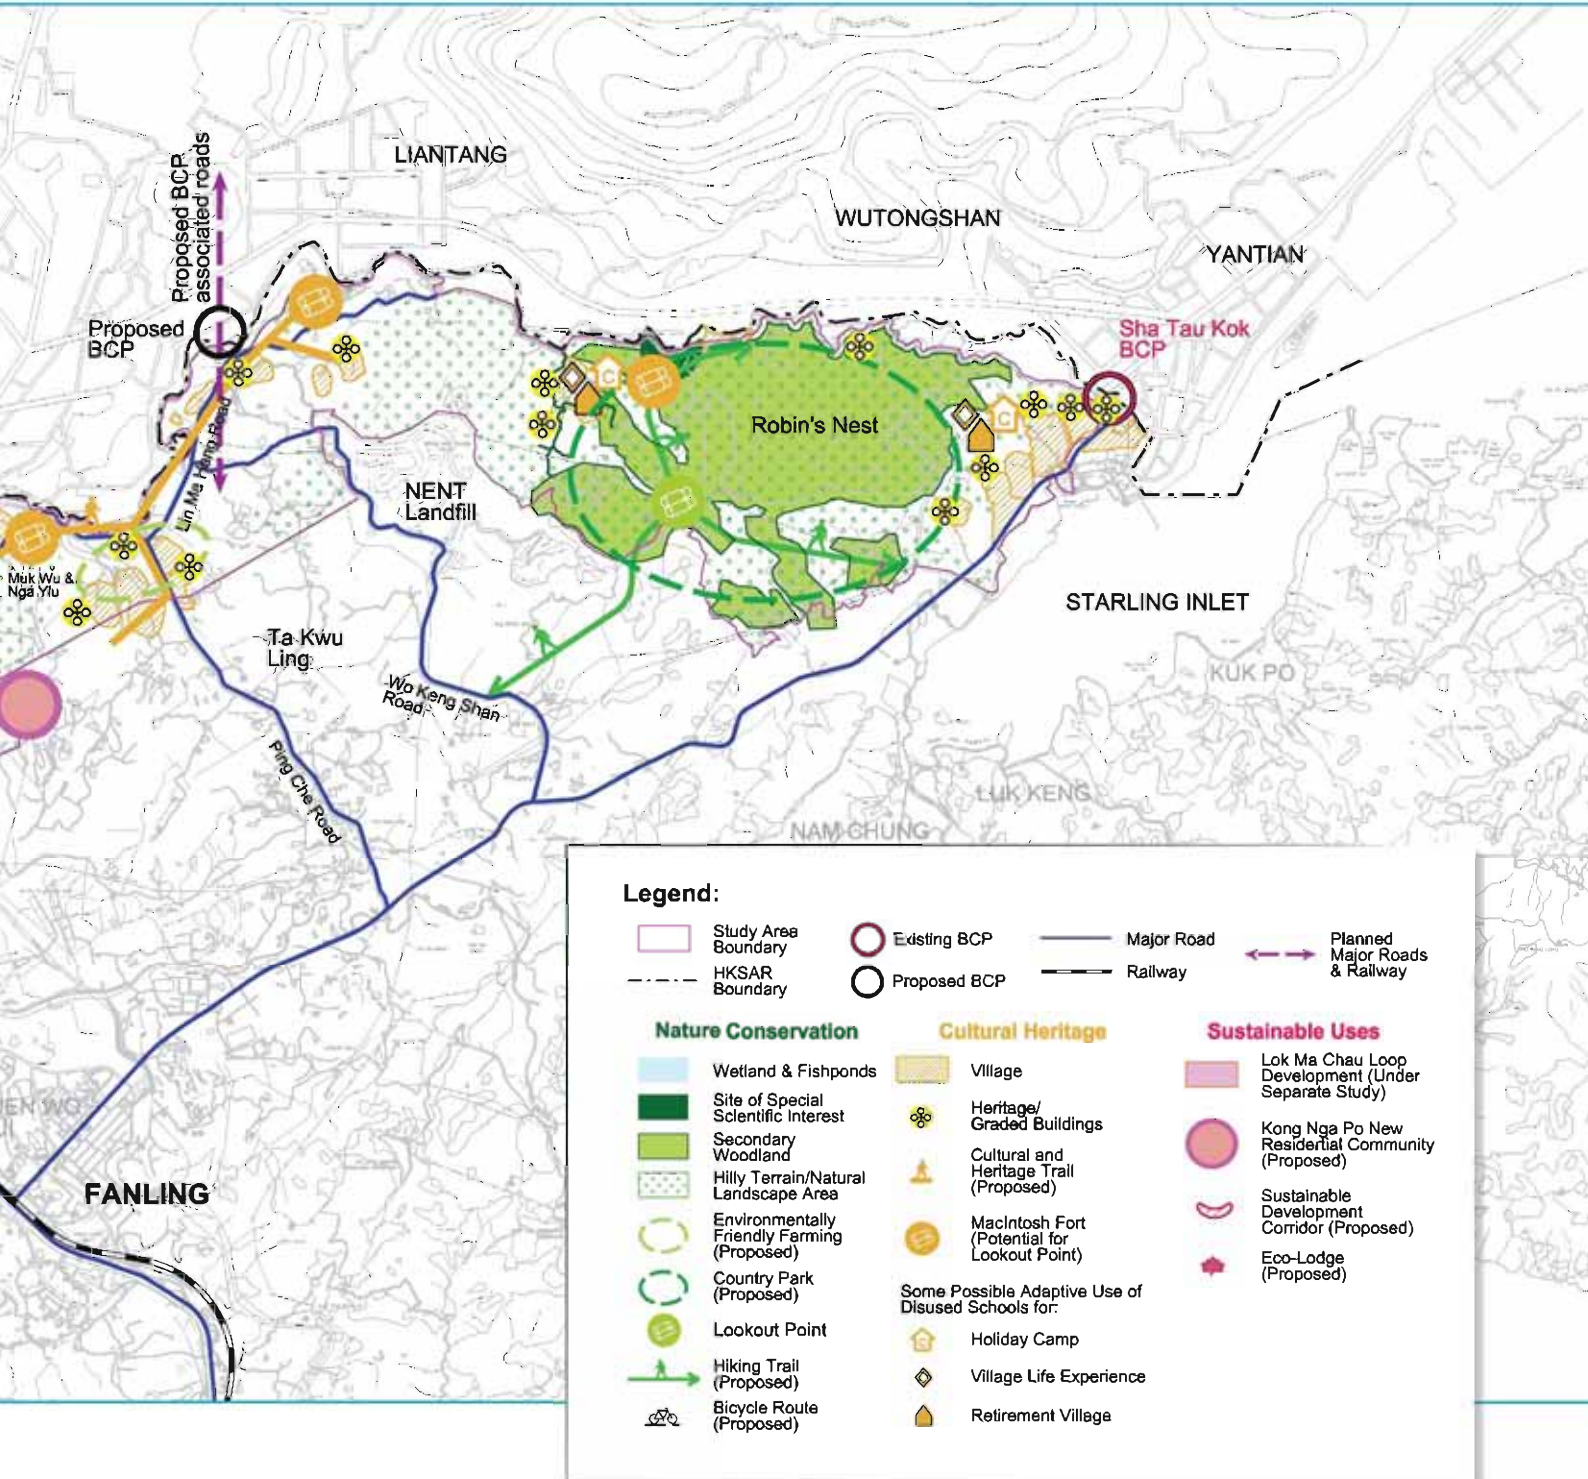 LIANTANG
WUTONGSHAN
YANTIAN
Proposed BCP
associated roads
Proposed
BCP
Sha Tau Kok
BCP
Robin's Nest
Lin Ma Hang Road
NENT
Landfill
Muk Wu &
Nga Yiu
STARLING INLET
Ta Kwu
Ling
KUK PO
Wo Keng Shan
Road
Ping Che Road
LUK KENG
NAM CHUNG
FANLING
Legend:
Study Area
Boundary
HKSAR
Boundary
Existing BCP
Proposed BCP
Major Road
Railway
Planned
Major Roads
& Railway
Nature Conservation
Wetland & Fishponds
Site of Special
Scientific Interest
Secondary
Woodland
Hilly Terrain/Natural
Landscape Area
Environmentally
Friendly Farming
(Proposed)
Country Park
(Proposed)
Lookout Point
Hiking Trail
(Proposed)
Bicycle Route
(Proposed)
Cultural Heritage
Village
Heritage/
Graded Buildings
Cultural and
Heritage Trail
(Proposed)
MacIntosh Fort
(Potential for
Lookout Point)
Some Possible Adaptive Use of
Disused Schools for:
Holiday Camp
Village Life Experience
Retirement Village
Sustainable Uses
Lok Ma Chau Loop
Development (Under
Separate Study)
Kong Nga Po New
Residential Community
(Proposed)
Sustainable
Development
Corridor (Proposed)
Eco-Lodge
(Proposed)